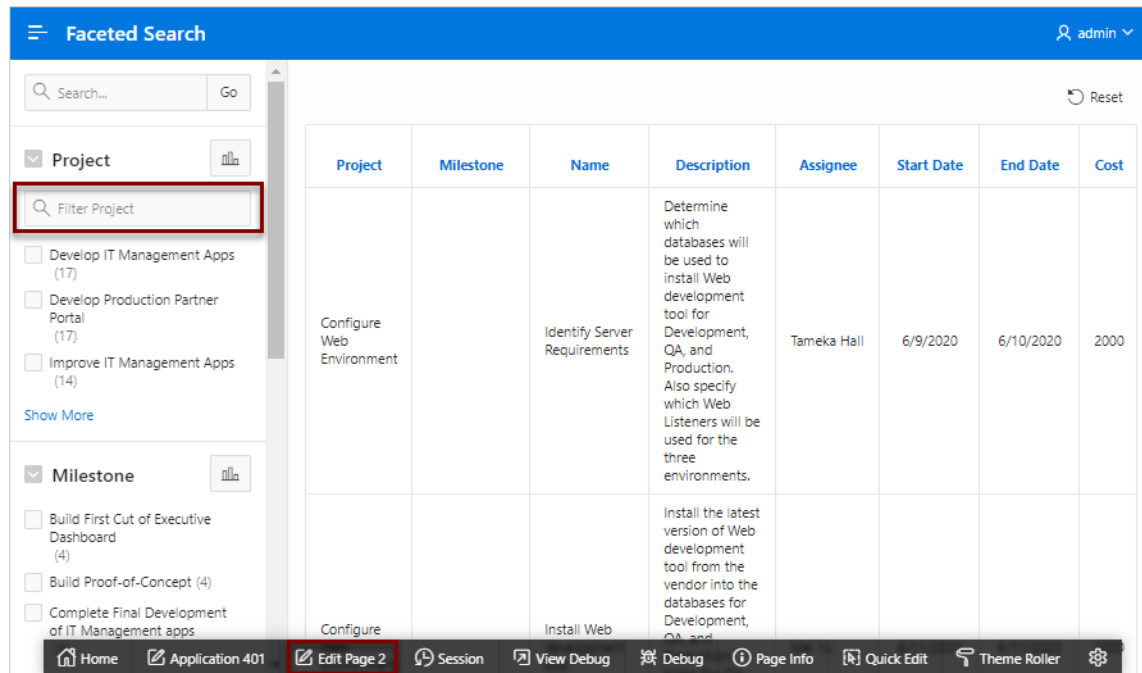 Faceted Search
admin
Search...
Go
Reset
Project
Filter Project
Develop IT Management Apps
(17)
Develop Production Partner
Portal
(17)
Improve IT Management Apps
(14)
Show More
Milestone
Build First Cut of Executive
Dashboard
(4)
Build Proof-of-Concept (4)
Complete Final Development
of IT Management apps
Project Milestone Name Description Assignee Start Date End Date Cost
Configure
Web
Environment
Identify Server
Requirements
Determine
which
databases will
be used to
install Web
development
tool for
Development,
QA, and
Production.
Also specify
which Web
Listeners will be
used for the
three
environments.
Tameka Hall
6/9/2020
6/10/2020
2000
Configure
Install Web
Install the latest
version of Web
development
tool from the
vendor into the
databases for
Development,
QA, and
Home Application 401 Edit Page 2 Session View Debug Debug Page Info Quick Edit Theme Roller